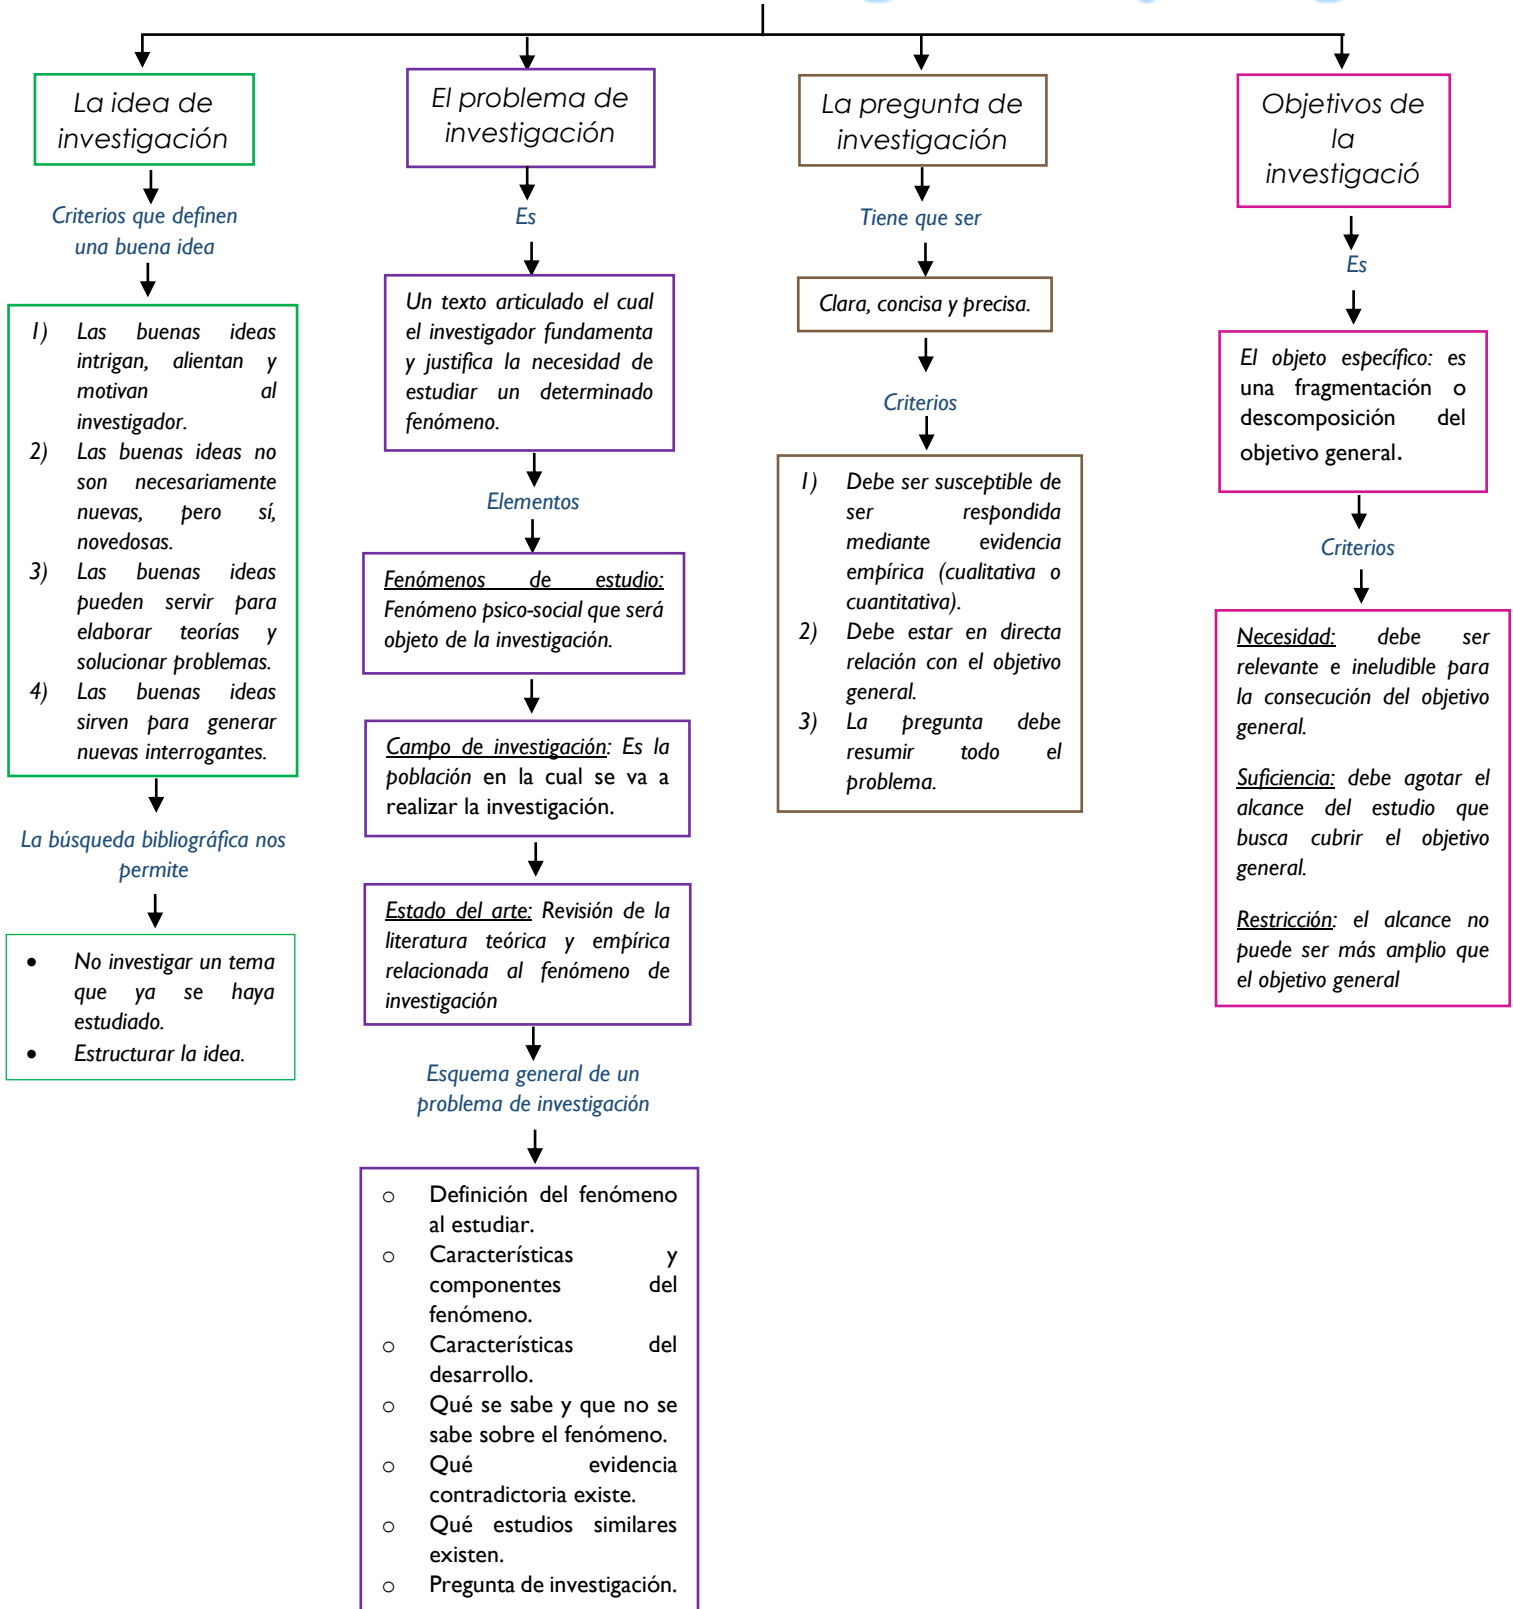 La idea de
investigación
Criterios que definen
una buena idea
1) Las buenas ideas
intrigan, alientan y
motivan al
investigador.
2) Las buenas ideas no
son necesariamente
nuevas, pero sí,
novedosas.
3) Las buenas ideas
pueden servir para
elaborar teorías y
solucionar problemas.
4) Las buenas ideas
sirven para generar
nuevas interrogantes.
La búsqueda bibliográfica nos
permite
• No investigar un tema
que ya se haya
estudiado.
• Estructurar la idea.
El problema de
investigación
Es
Un texto articulado el cual
el investigador fundamenta
y justifica la necesidad de
estudiar un determinado
fenómeno.
Elementos
Fenómenos de estudio:
Fenómeno psico-social que será
objeto de la investigación.
Campo de investigación: Es la
población en la cual se va a
realizar la investigación.
Estado del arte: Revisión de la
literatura teórica y empírica
relacionada al fenómeno de
investigación
Esquema general de un
problema de investigación
o Definición del fenómeno
al estudiar.
o Características y
componentes del
fenómeno.
o Características del
desarrollo.
o Qué se sabe y que no se
sabe sobre el fenómeno.
o Qué evidencia
contradictoria existe.
o Qué estudios similares
existen.
o Pregunta de investigación.
La pregunta de
investigación
Tiene que ser
Clara, concisa y precisa.
Criterios
1) Debe ser susceptible de
ser respondida
mediante evidencia
empírica (cualitativa o
cuantitativa).
2) Debe estar en directa
relación con el objetivo
general.
3) La pregunta debe
resumir todo el
problema.
Objetivos de
la
investigació
Es
El objeto específico: es
una fragmentación o
descomposición del
objetivo general.
Criterios
Necesidad: debe ser
relevante e ineludible para
la consecución del objetivo
general.
Suficiencia: debe agotar el
alcance del estudio que
busca cubrir el objetivo
general.
Restricción: el alcance no
puede ser más amplio que
el objetivo general